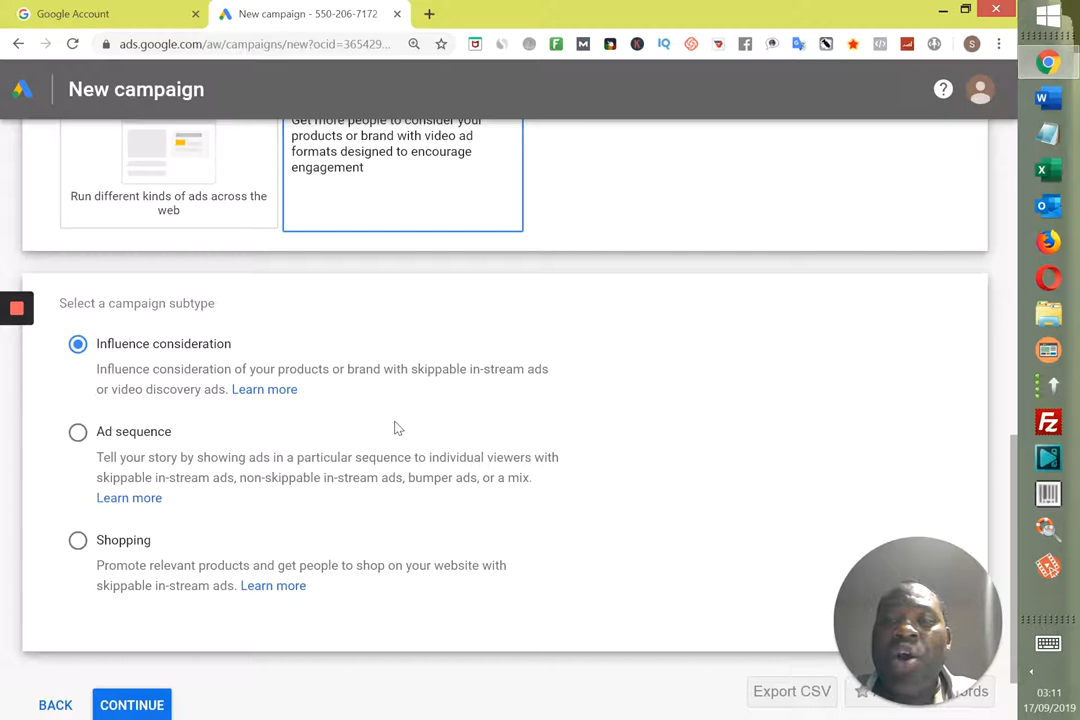 Google Account
New campaign - 550-206-7172
ads.google.com/aw/campaigns/new?ocid=365429...
New campaign
Get more people to consider your
products or brand with video ad
formats designed to encourage
engagement
Run different kinds of ads across the
web
Select a campaign subtype
Influence consideration
Influence consideration of your products or brand with skippable in-stream ads
or video discovery ads. Learn more
Ad sequence
Tell your story by showing ads in a particular sequence to individual viewers with
skippable in-stream ads, non-skippable in-stream ads, bumper ads, or a mix.
Learn more
Shopping
Promote relevant products and get people to shop on your website with
skippable in-stream ads. Learn more
BACK
CONTINUE
Export CSV
03:11
17/09/2019